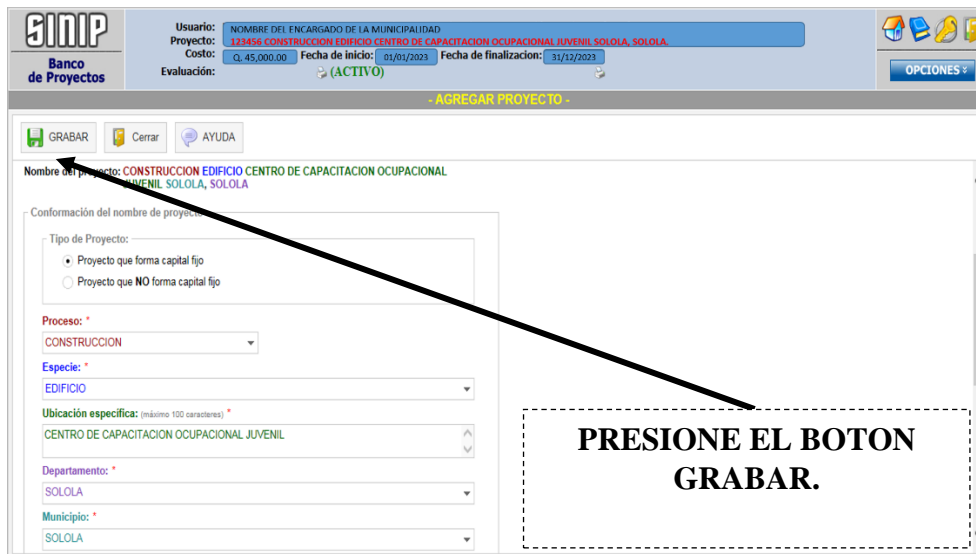 SINIP
Banco
de Proyectos
Usuario: NOMBRE DEL ENCARGADO DE LA MUNICIPALIDAD
Proyecto: 123456 CONSTRUCCION EDIFICIO CENTRO DE CAPACITACION OCUPACIONAL JUVENIL SOLOLA, SOLOLA.
Costo: Q. 45,000.00 Fecha de inicio: 01/01/2023 Fecha de finalizacion: 31/12/2023
Evaluación: (ACTIVO)
OPCIONES
- AGREGAR PROYECTO -
GRABAR Cerrar AYUDA
Nombre del proyecto: CONSTRUCCION EDIFICIO CENTRO DE CAPACITACION OCUPACIONAL
JUVENIL SOLOLA, SOLOLA
Conformación del nombre de proyecto
Tipo de Proyecto:
Proyecto que forma capital fijo
Proyecto que NO forma capital fijo
Proceso: *
CONSTRUCCION
Especie: *
EDIFICIO
Ubicación específica: (máximo 100 caracteres) *
CENTRO DE CAPACITACION OCUPACIONAL JUVENIL
Departamento: *
SOLOLA
Municipio: *
SOLOLA
PRESIONE EL BOTON
GRABAR.